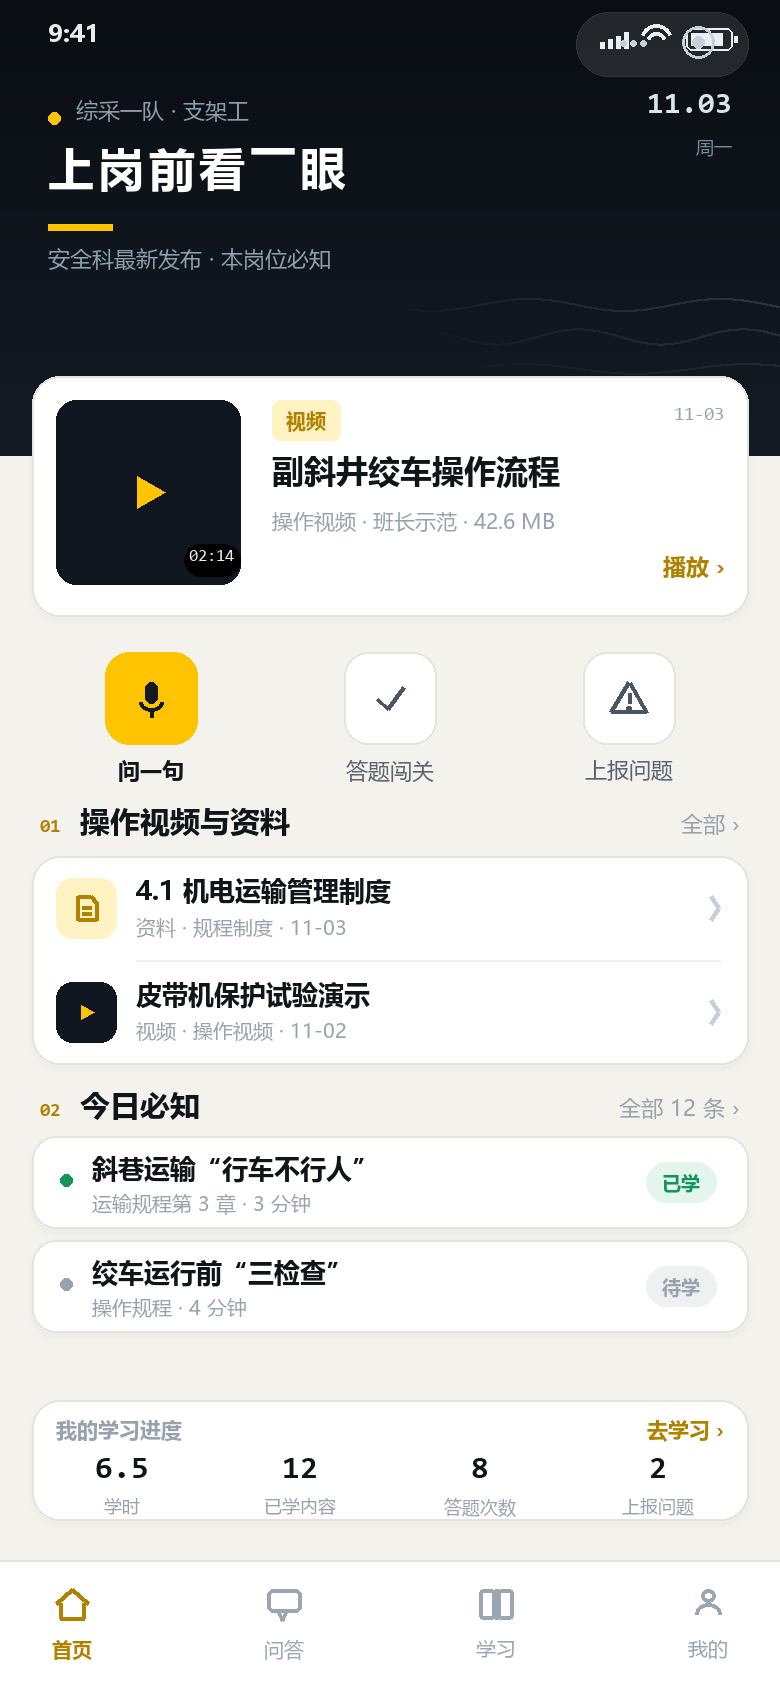 9:41
综采一队 · 支架工
11.03
周一
上岗前看一眼
安全科最新发布 · 本岗位必知
视频
11-03
副斜井绞车操作流程
操作视频 · 班长示范 · 42.6 MB
02:14
播放 ›
问一句
答题闯关
上报问题
01 操作视频与资料
全部 ›
4.1 机电运输管理制度
资料 · 规程制度 · 11-03
皮带机保护试验演示
视频 · 操作视频 · 11-02
02 今日必知
全部 12 条 ›
斜巷运输“行车不行人”
运输规程第 3 章 · 3 分钟
已学
绞车运行前“三检查”
操作规程 · 4 分钟
待学
我的学习进度
去学习 ›
6.5
12
8
2
学时
已学内容
答题次数
上报问题
首页
问答
学习
我的